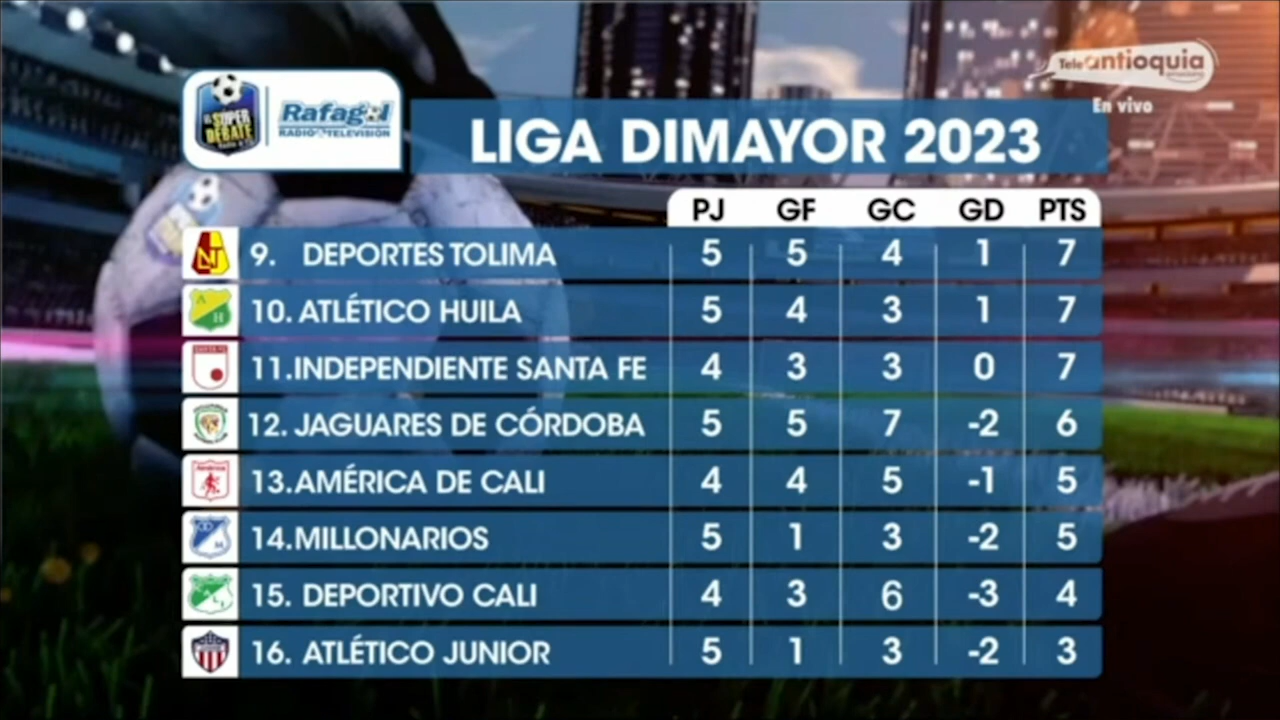 Teleantioquia
En vivo
EL SUPER DEBATE
Rafagol
RADIO TELEVISIÓN
LIGA DIMAYOR 2023
PJ GF GC GD PTS
9. DEPORTES TOLIMA 5 5 4 1 7
10. ATLÉTICO HUILA 5 4 3 1 7
11. INDEPENDIENTE SANTA FE 4 3 3 0 7
12. JAGUARES DE CÓRDOBA 5 5 7 -2 6
13. AMÉRICA DE CALI 4 4 5 -1 5
14. MILLONARIOS 5 1 3 -2 5
15. DEPORTIVO CALI 4 3 6 -3 4
16. ATLÉTICO JUNIOR 5 1 3 -2 3